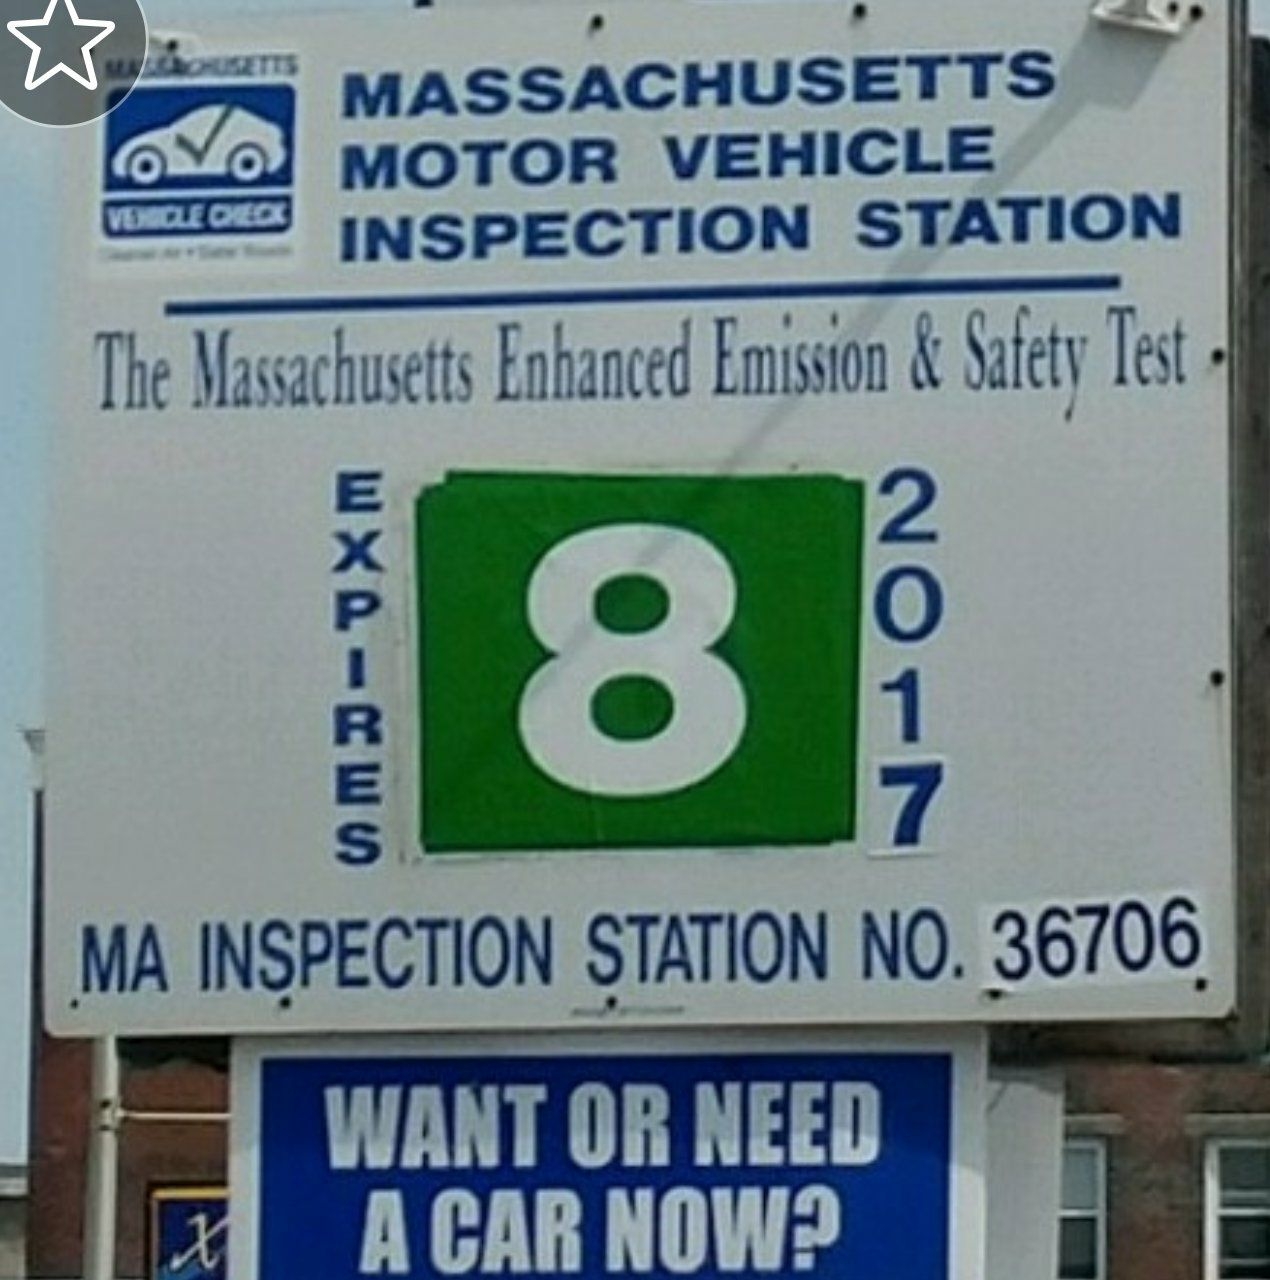 MASSACHUSETTS
VEHICLE CHECK
MASSACHUSETTS
MOTOR VEHICLE
INSPECTION STATION
The Massachusetts Enhanced Emission & Safety Test
EXPIRES
8
2017
MA INSPECTION STATION NO. 36706
WANT OR NEED
A CAR NOW?